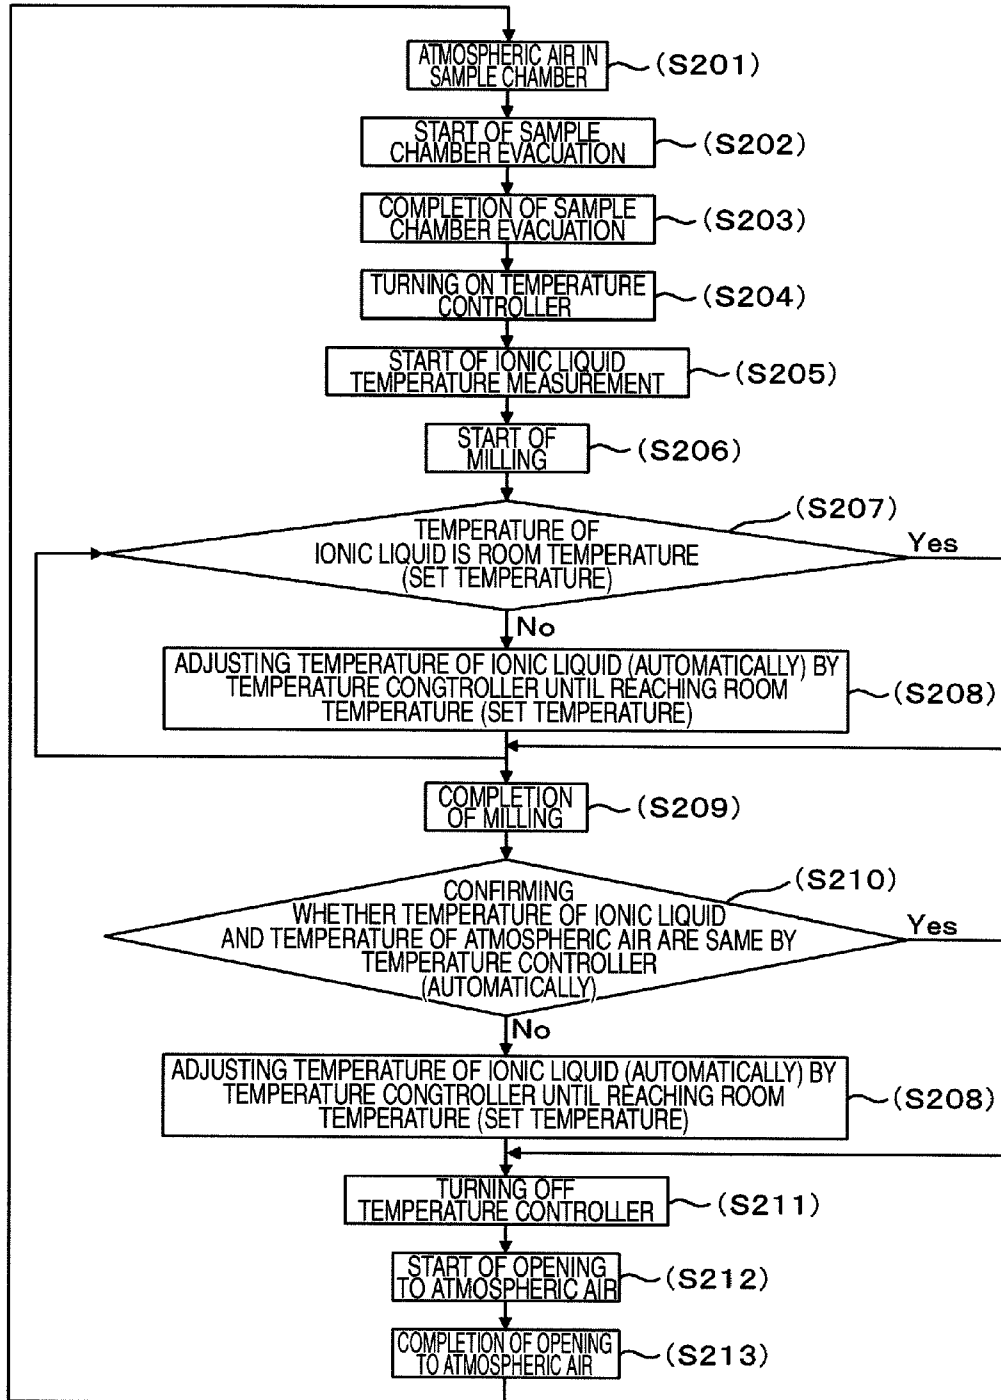 ATMOSPHERIC AIR IN
SAMPLE CHAMBER
(S201)
START OF SAMPLE
CHAMBER EVACUATION
(S202)
COMPLETION OF SAMPLE
CHAMBER EVACUATION
(S203)
TURNING ON TEMPERATURE
CONTROLLER
(S204)
START OF IONIC LIQUID
TEMPERATURE MEASUREMENT
(S205)
START OF
MILLING
(S206)
(S207)
TEMPERATURE OF
IONIC LIQUID IS ROOM TEMPERATURE
(SET TEMPERATURE)
Yes
No
ADJUSTING TEMPERATURE OF IONIC LIQUID (AUTOMATICALLY) BY
TEMPERATURE CONGTROLLER UNTIL REACHING ROOM
TEMPERATURE (SET TEMPERATURE)
(S208)
COMPLETION
OF MILLING
(S209)
(S210)
CONFIRMING
WHETHER TEMPERATURE OF IONIC LIQUID
AND TEMPERATURE OF ATMOSPHERIC AIR ARE SAME BY
TEMPERATURE CONTROLLER
(AUTOMATICALLY)
Yes
No
ADJUSTING TEMPERATURE OF IONIC LIQUID (AUTOMATICALLY) BY
TEMPERATURE CONGTROLLER UNTIL REACHING ROOM
TEMPERATURE (SET TEMPERATURE)
(S208)
TURNING OFF
TEMPERATURE CONTROLLER
(S211)
START OF OPENING
TO ATMOSPHERIC AIR
(S212)
COMPLETION OF OPENING
TO ATMOSPHERIC AIR
(S213)